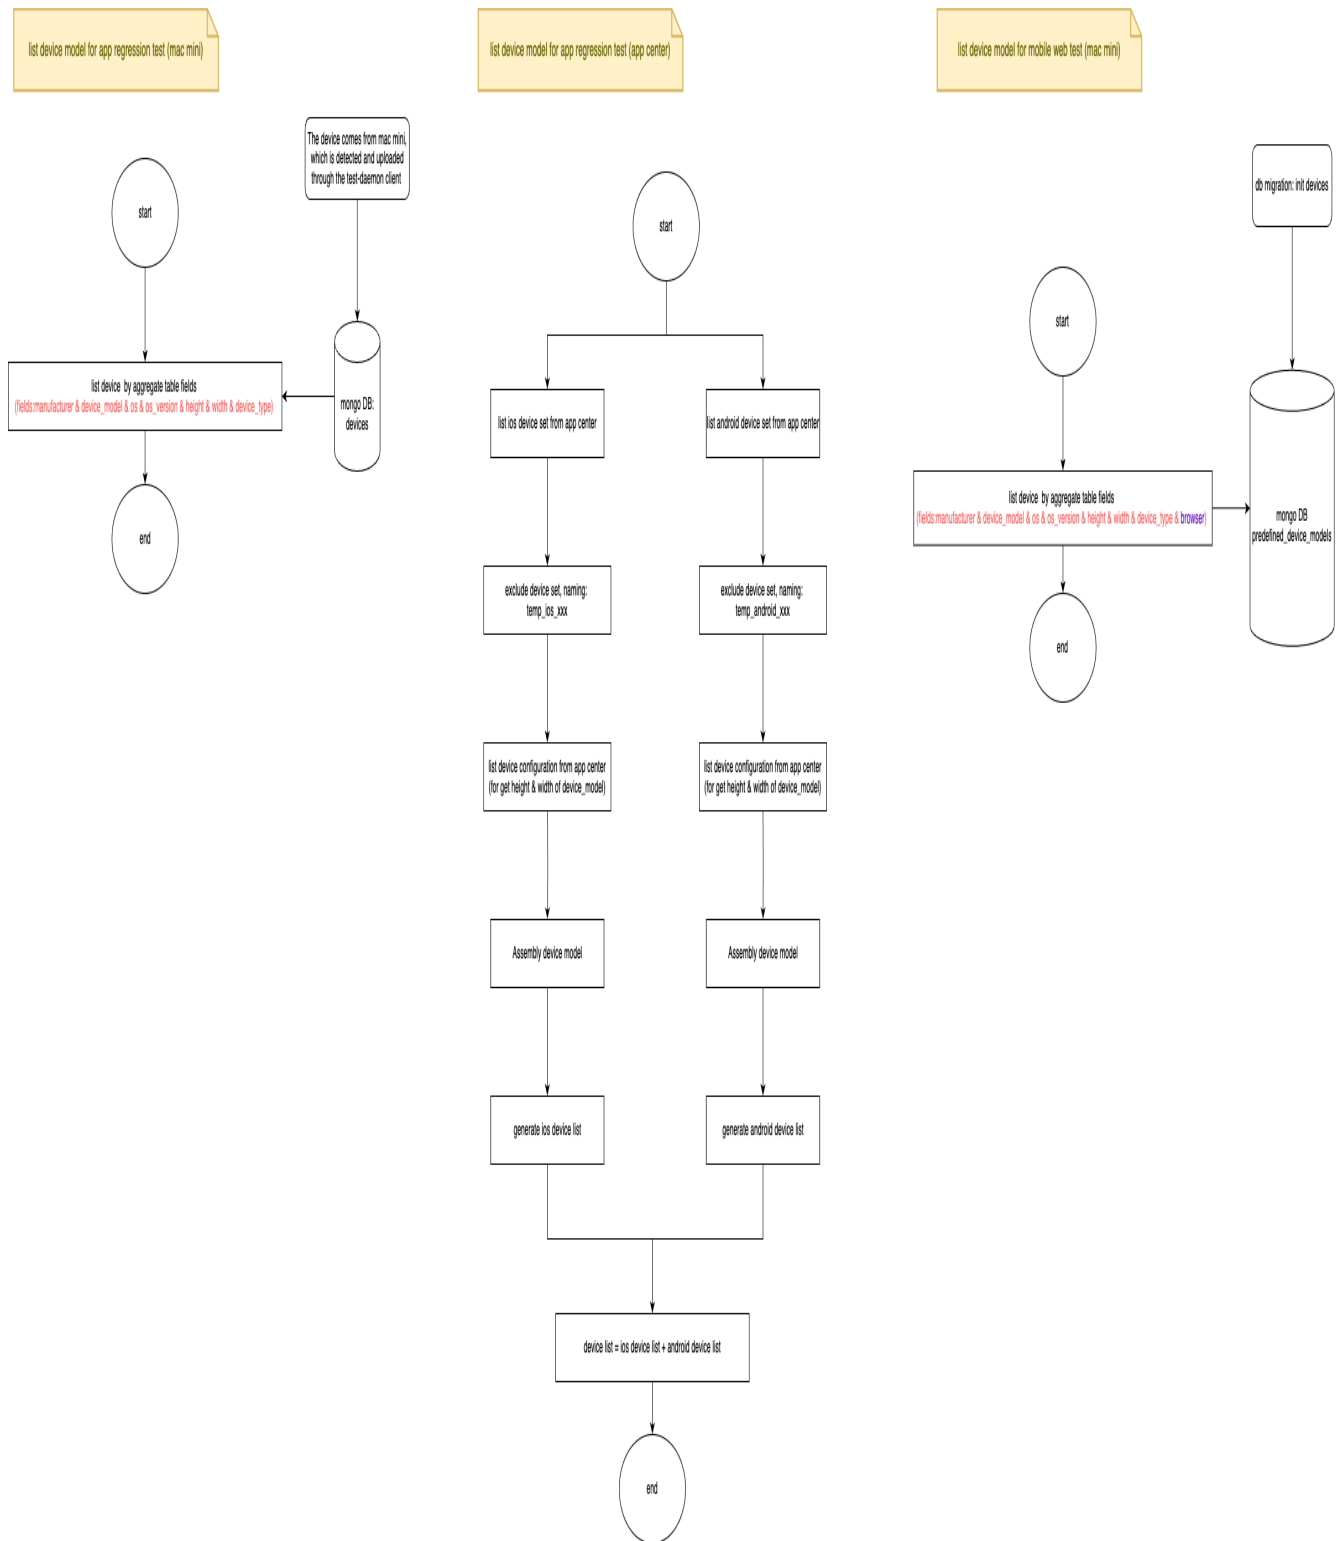 list device model for app regression test (mac mini)
The device comes from mac mini,
which is detected and uploaded
through the test-daemon client
start
list device  by aggregate table fields
(fields:manufacturer & device_model & os & os_version & height & width & device_type)
mongo DB:
devices
end
list device model for app regression test (app center)
start
list ios device set from app center
list android device set from app center
exclude device set, naming:
temp_ios_xxx
exclude device set, naming:
temp_android_xxx
list device configuration from app center
(for get height & width of device_model)
list device configuration from app center
(for get height & width of device_model)
Assembly device model
Assembly device model
generate ios device list
generate android device list
device list = ios device list + android device list
end
list device model for mobile web test (mac mini)
db migration: init devices
start
list device  by aggregate table fields
(fields:manufacturer & device_model & os & os_version & height & width & device_type & browser)
mongo DB
predefined_device_models
end